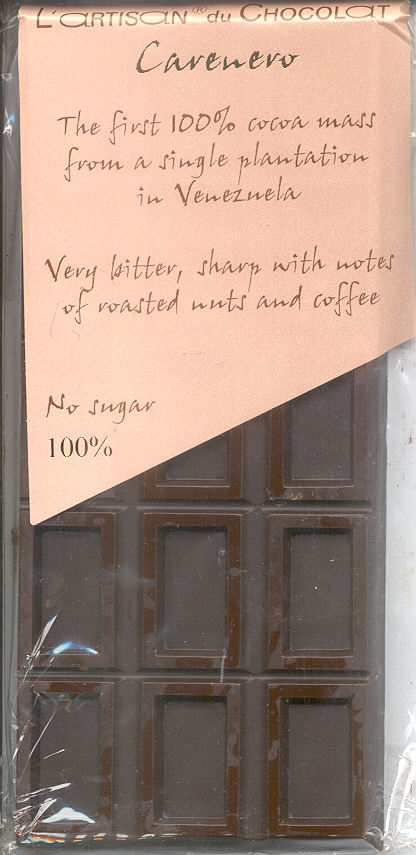 L'ARTISAN® du CHOCOLAT
Carenero
The first 100% cocoa mass
from a single plantation
in Venezuela
Very bitter, sharp with notes
of roasted nuts and coffee
No sugar
100%